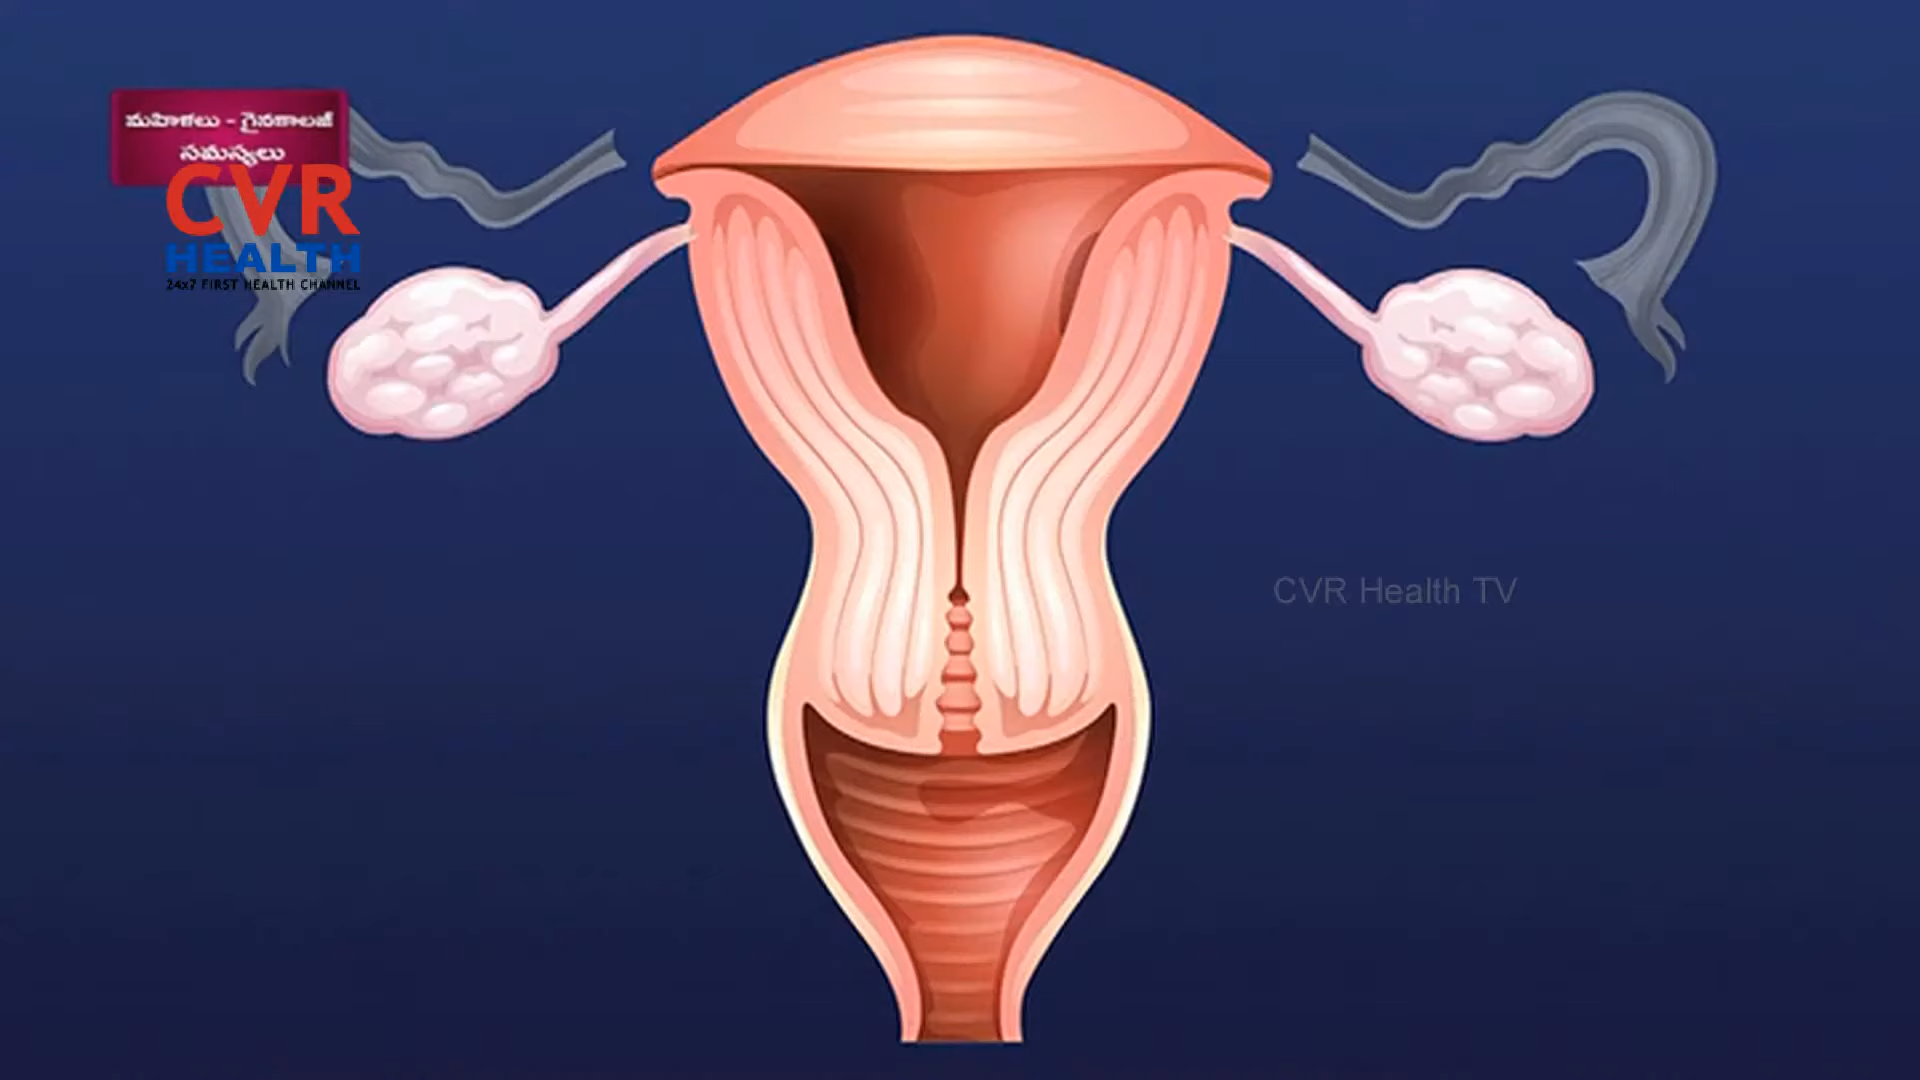 మహిళలు - గైనకాలజీ
సమస్యలు
CVR
HEALTH
24x7 FIRST HEALTH CHANNEL
CVR Health TV